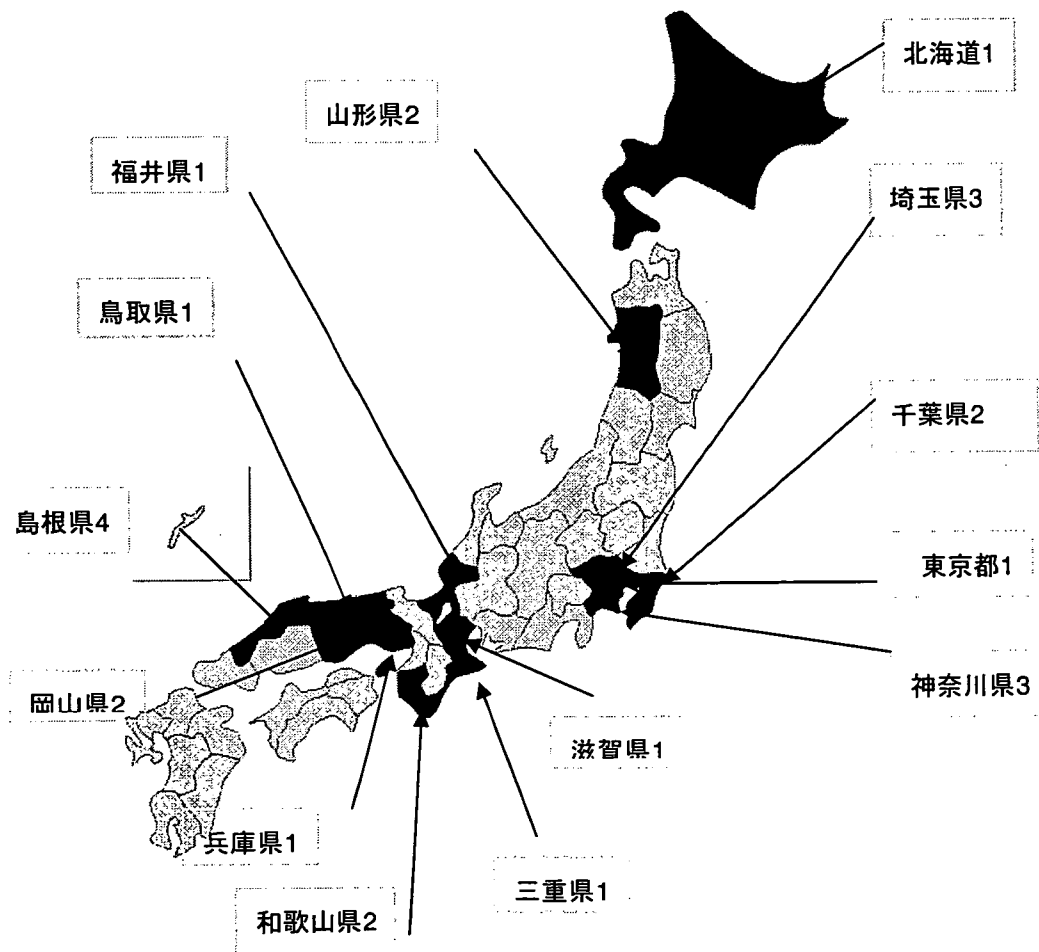 北海道1
山形県2
福井県1
埼玉県3
鳥取県1
千葉県2
島根県4
東京都1
神奈川県3
岡山県2
滋賀県1
兵庫県1
三重県1
和歌山県2